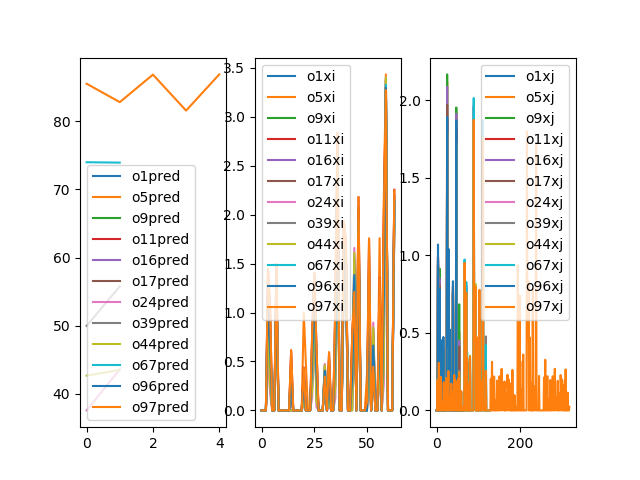 80
70
60
50
40
0
2
4
o1pred
o5pred
o9pred
o11pred
o16pred
o17pred
o24pred
o39pred
o44pred
o67pred
o96pred
o97pred
3.5
3.0
2.5
2.0
1.5
1.0
0.5
0.0
0
25
50
o1xi
o5xi
o9xi
o11xi
o16xi
o17xi
o24xi
o39xi
o44xi
o67xi
o96xi
o97xi
2.0
1.5
1.0
0.5
0.0
0
200
o1xj
o5xj
o9xj
o11xj
o16xj
o17xj
o24xj
o39xj
o44xj
o67xj
o96xj
o97xj